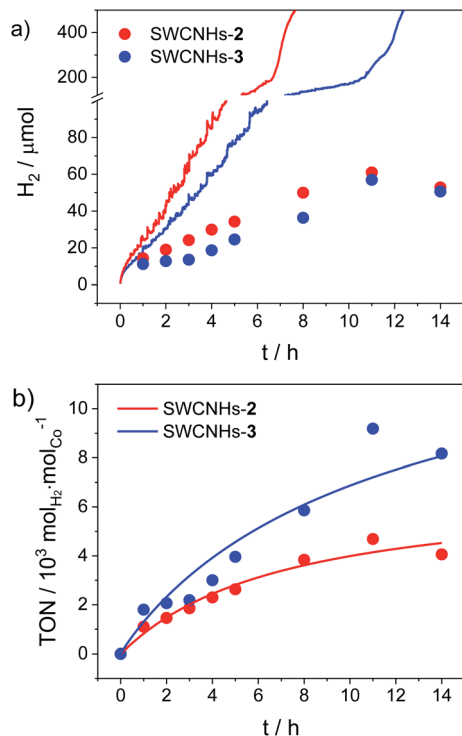 a)
SWCNHs-2
SWCNHs-3
H2 / µmol
400
200
60
40
20
0
0 2 4 6 8 10 12 14
t / h
b)
SWCNHs-2
SWCNHs-3
TON / 10³ molH2·molCo⁻¹
10
8
6
4
2
0
0 2 4 6 8 10 12 14
t / h